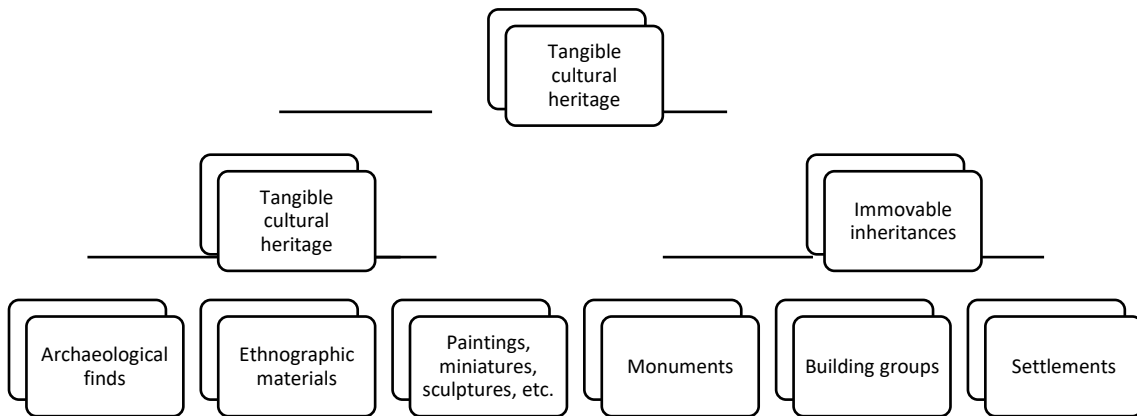 Tangible
cultural
heritage
Tangible
cultural
heritage
Immovable
inheritances
Archaeological
finds
Ethnographic
materials
Paintings,
miniatures,
sculptures, etc.
Monuments
Building groups
Settlements